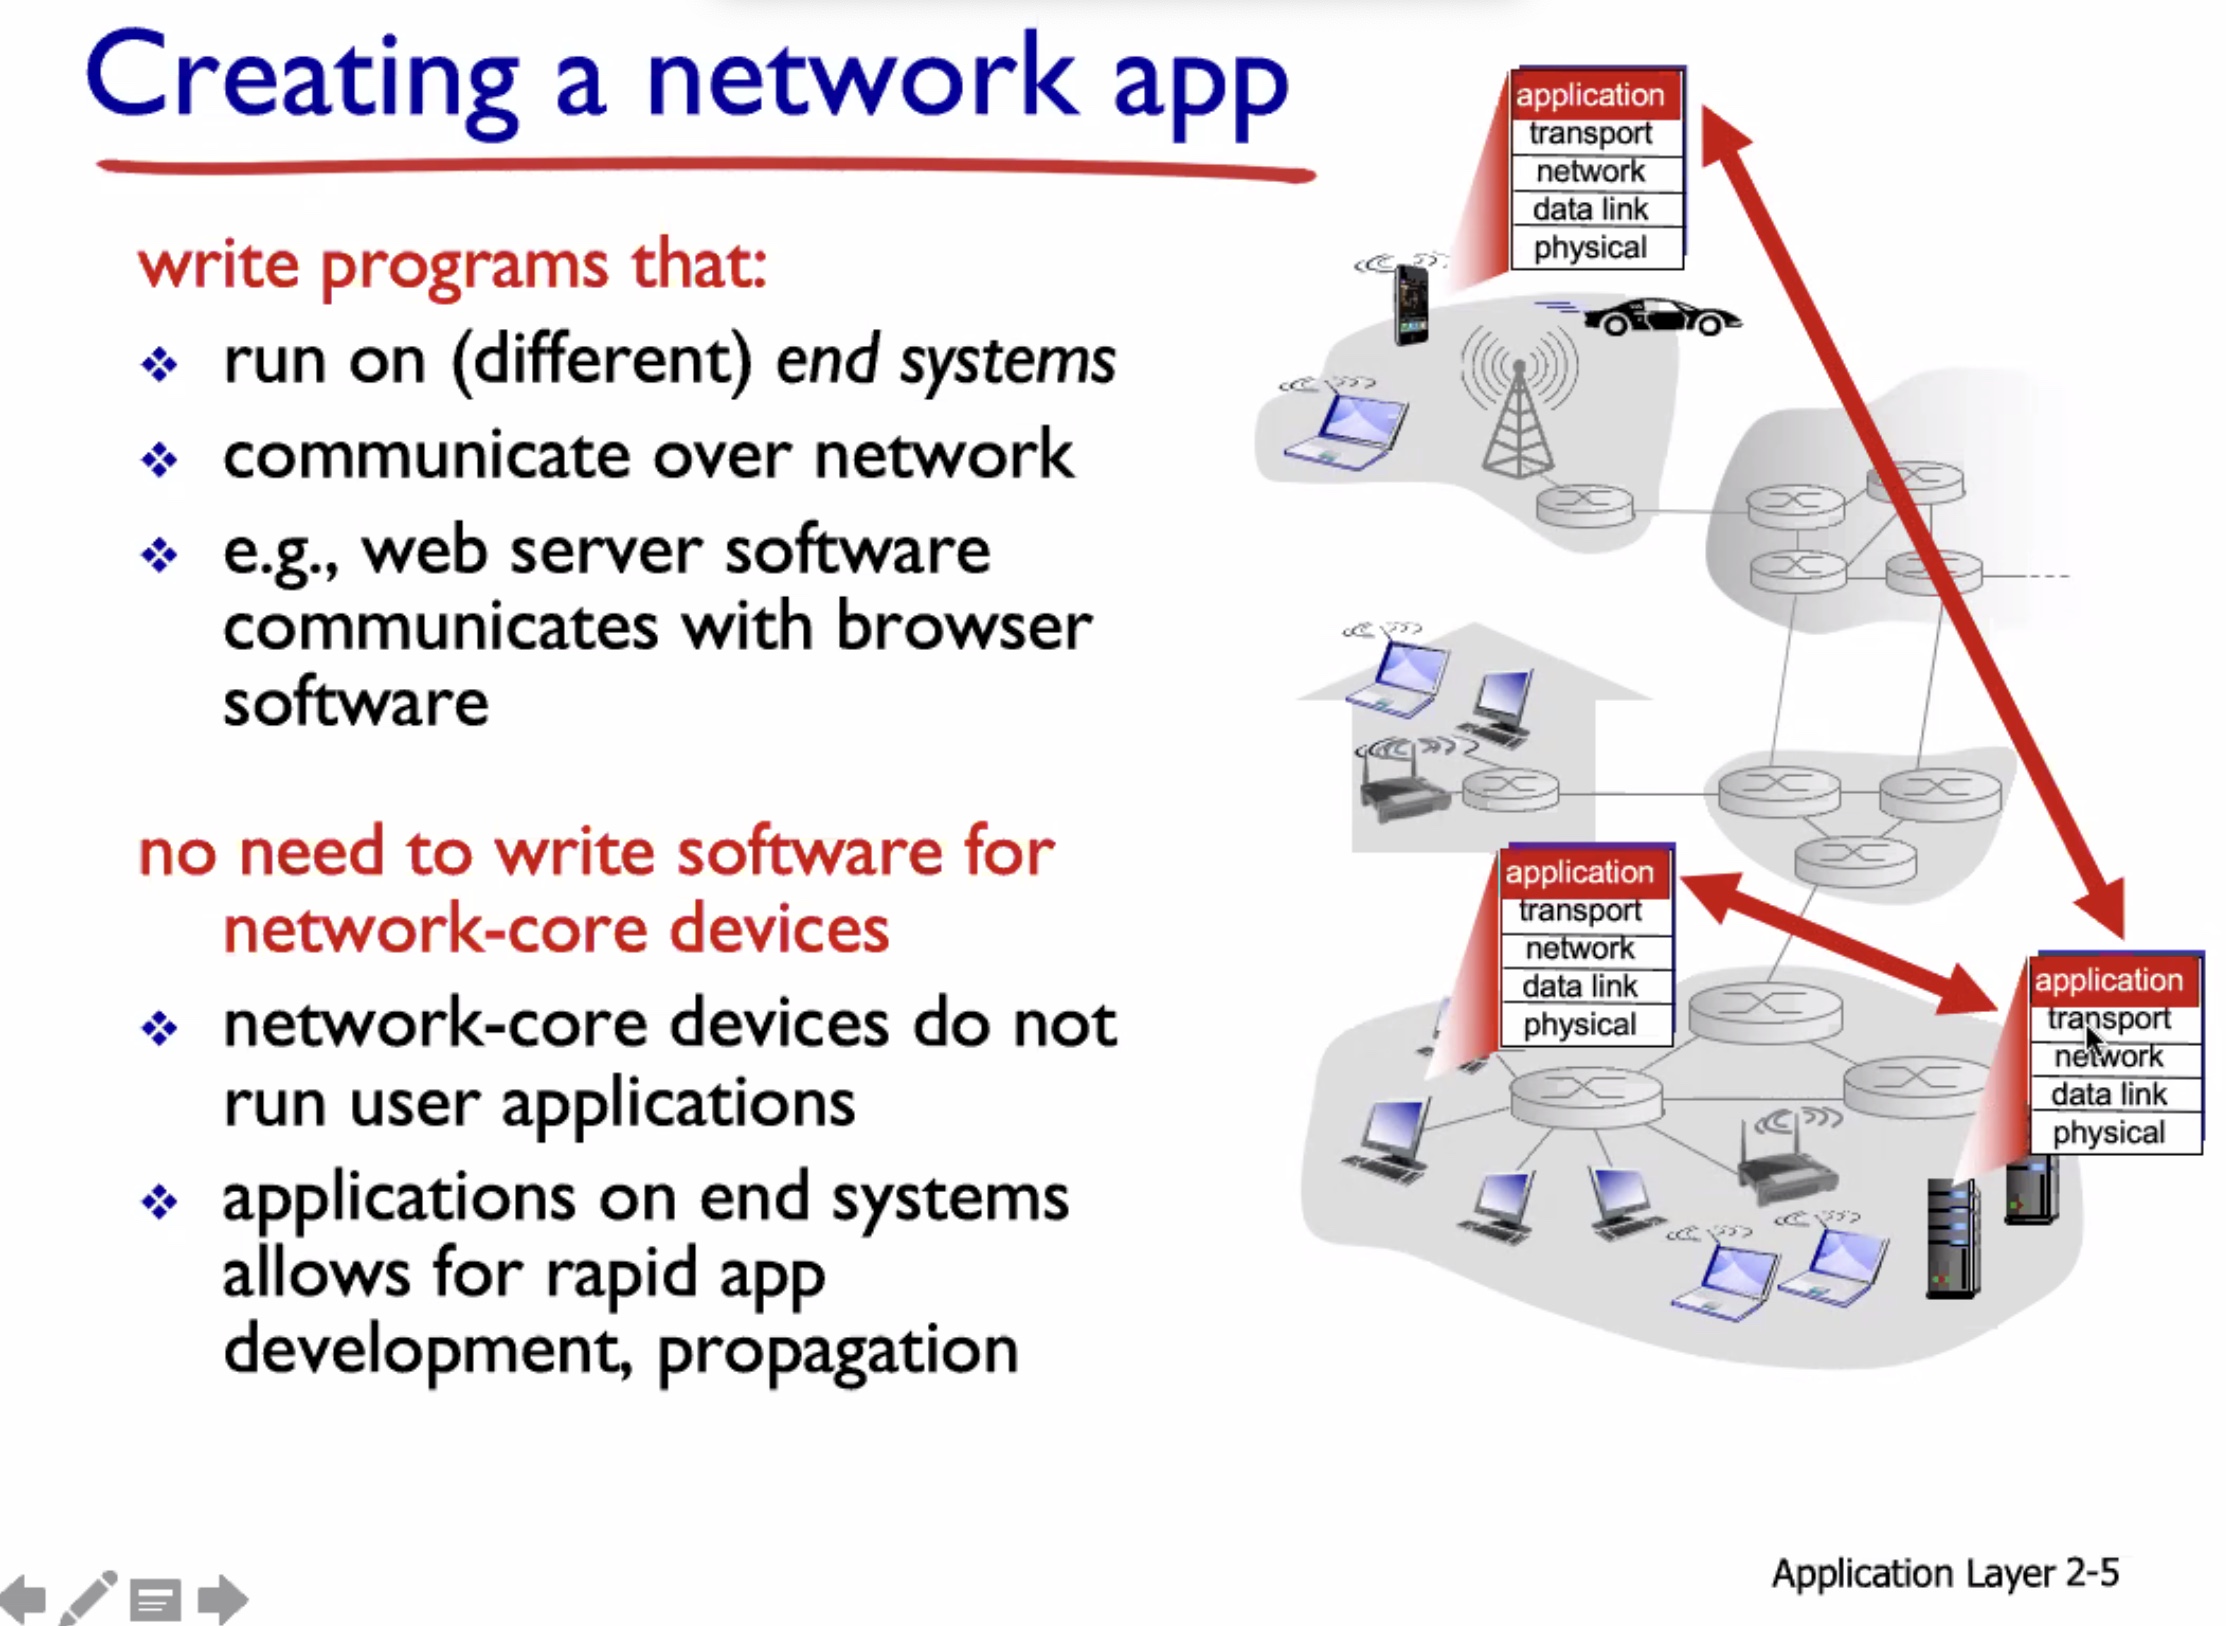 Creating a network app
write programs that:
❖ run on (different) end systems
❖ communicate over network
❖ e.g., web server software
communicates with browser
software
no need to write software for
network-core devices
❖ network-core devices do not
run user applications
❖ applications on end systems
allows for rapid app
development, propagation
application
transport
network
data link
physical
application
transport
network
data link
physical
application
transport
network
data link
physical
Application Layer 2-5